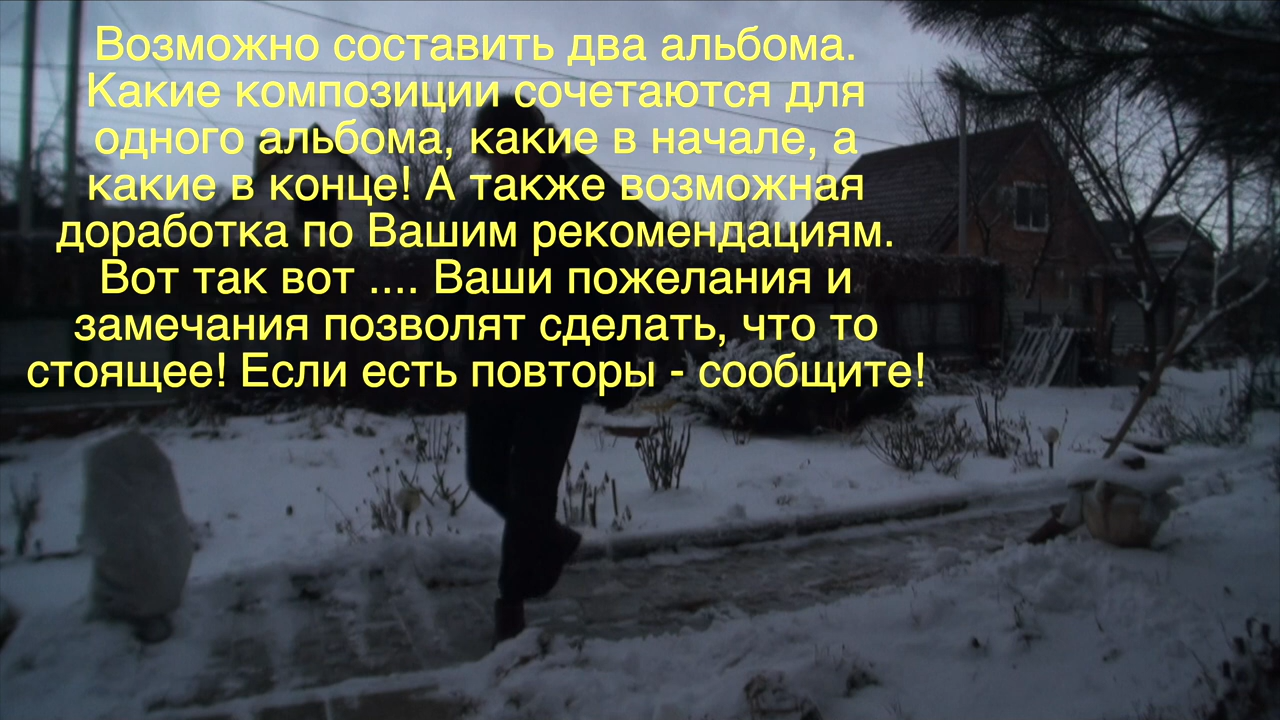 Возможно составить два альбома.
Какие композиции сочетаются для
одного альбома, какие в начале, а
какие в конце! А также возможная
доработка по Вашим рекомендациям.
Вот так вот .... Ваши пожелания и
замечания позволят сделать, что то
стоящее! Если есть повторы - сообщите!